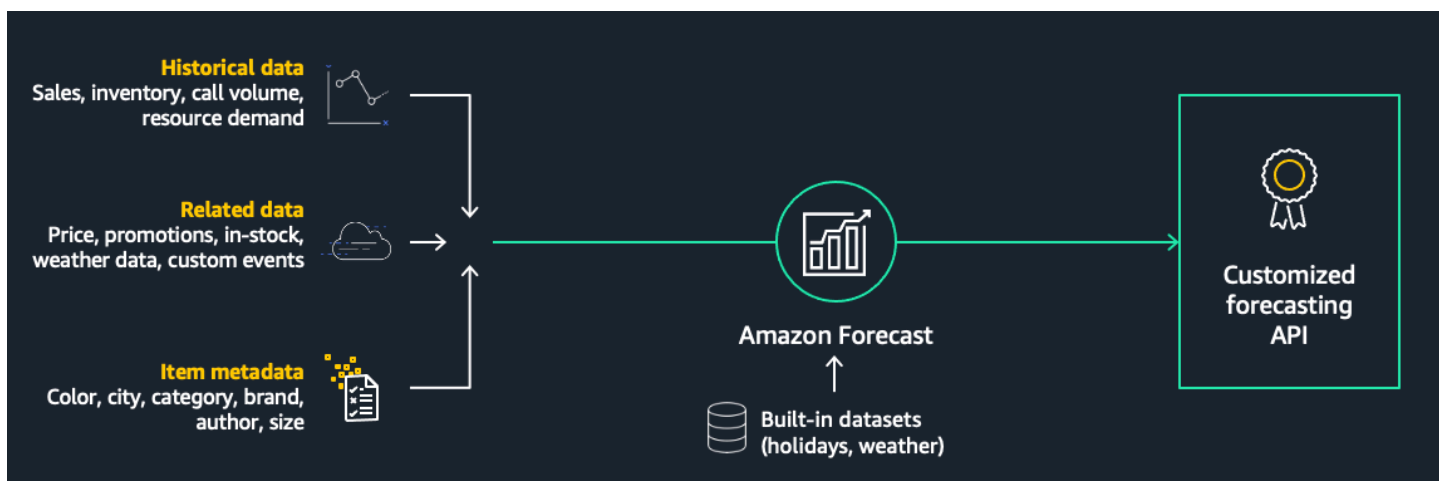 Historical data
Sales, inventory, call volume,
resource demand
Related data
Price, promotions, in-stock,
weather data, custom events
Item metadata
Color, city, category, brand,
author, size
Amazon Forecast
Built-in datasets
(holidays, weather)
Customized
forecasting
API